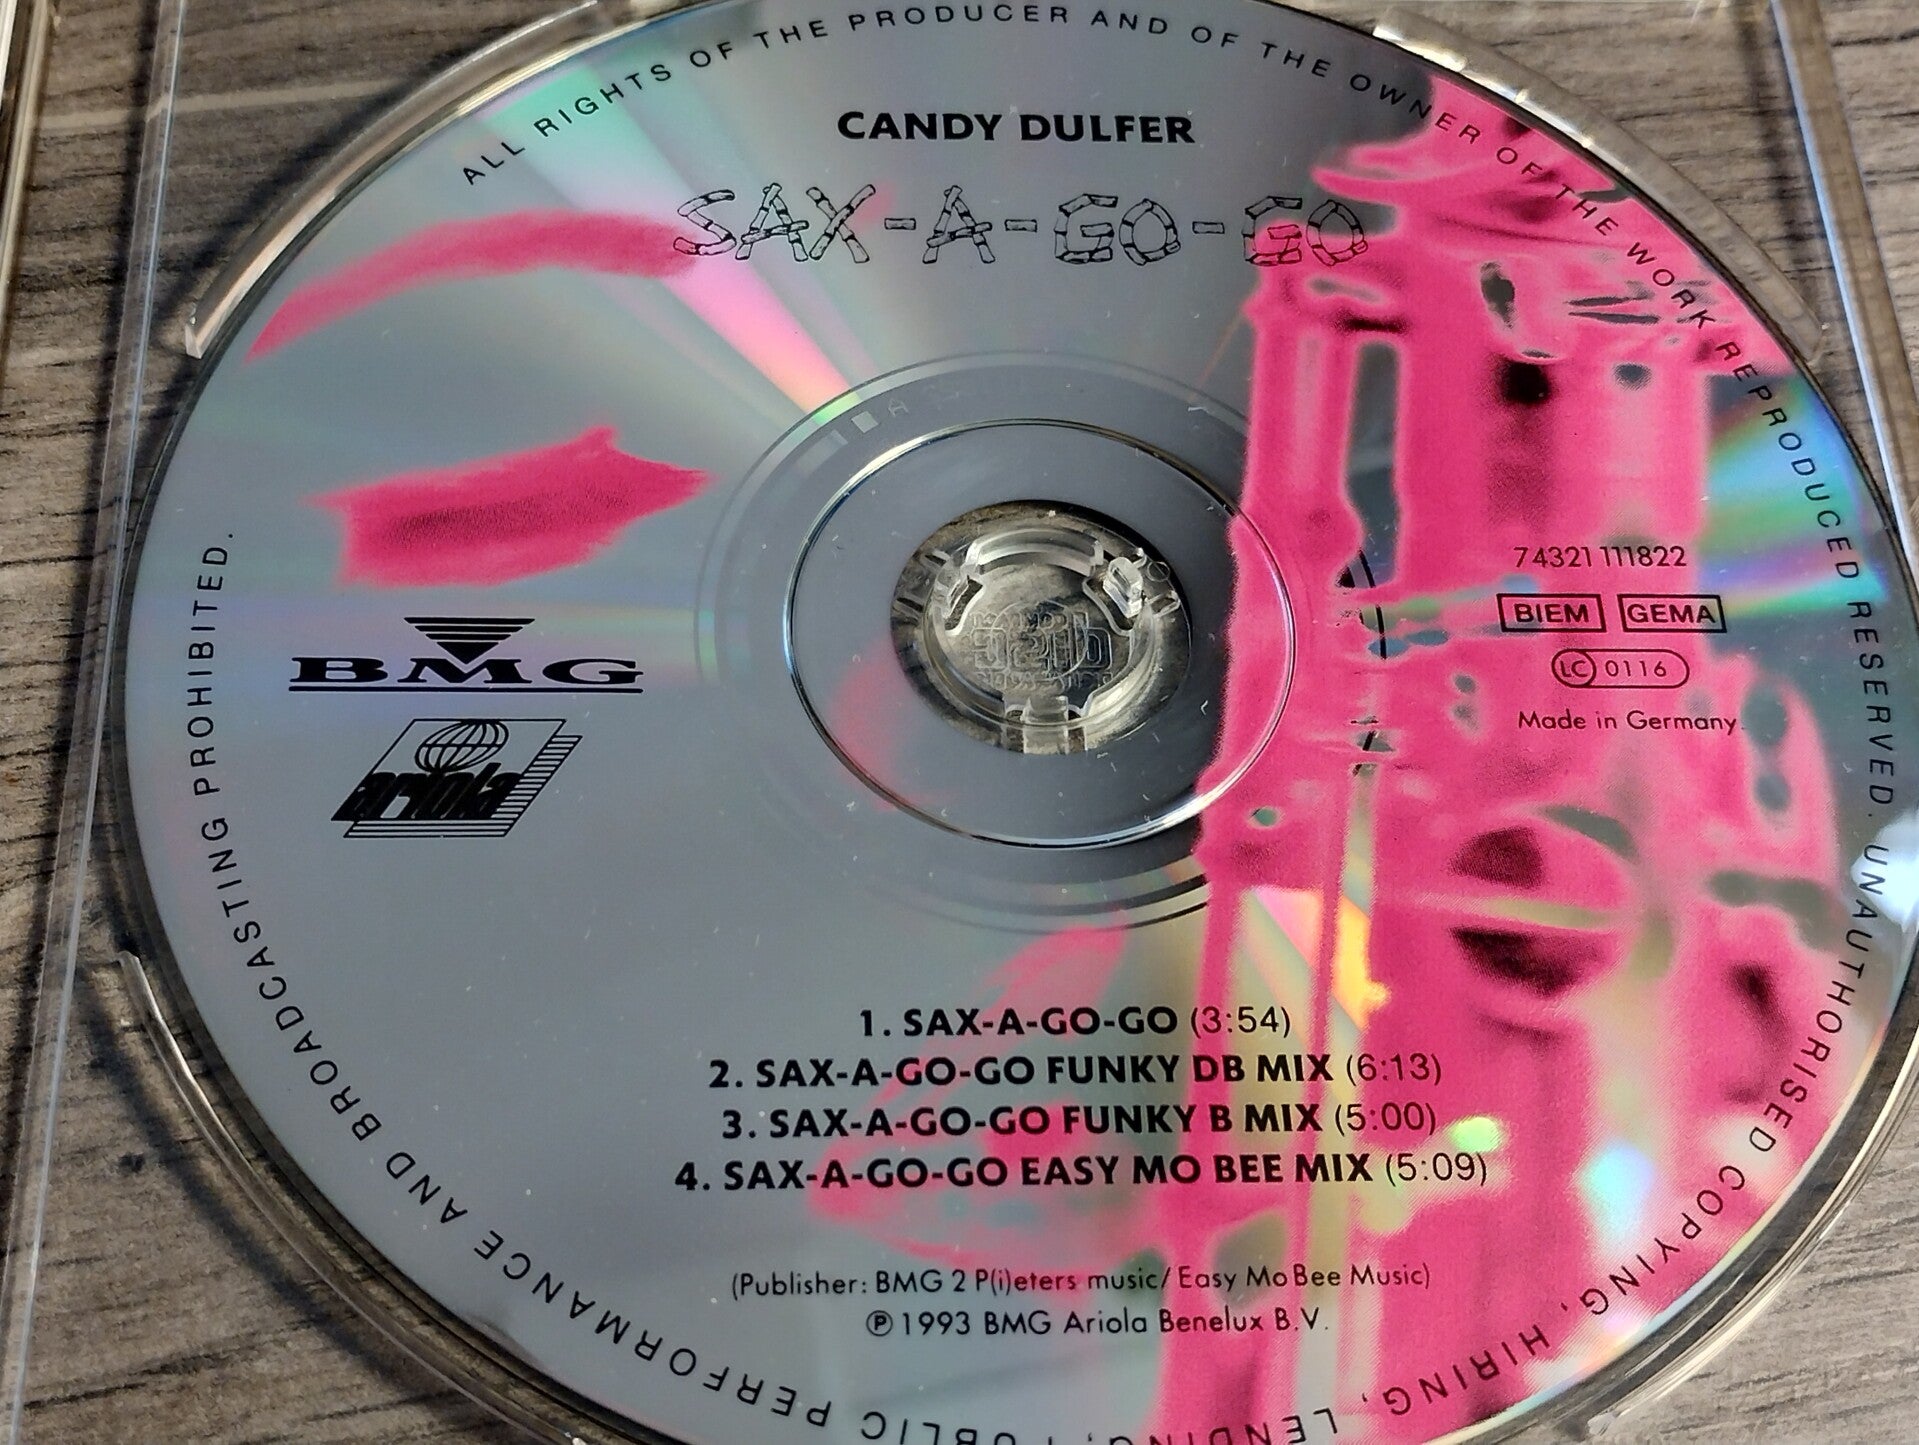 ALL RIGHTS OF THE PRODUCER AND OF THE OWNER OF THE WORK REPRODUCED RESERVED. UNAUTHORISED COPYING, HIRING, LENDING, PUBLIC PERFORMANCE AND BROADCASTING PROHIBITED.
CANDY DULFER
SAX-A-GO-GO
74321 111822
BIEM GEMA
LC 0116
Made in Germany.
BMG
ariola
1. SAX-A-GO-GO (3:54)
2. SAX-A-GO-GO FUNKY DB MIX (6:13)
3. SAX-A-GO-GO FUNKY B MIX (5:00)
4. SAX-A-GO-GO EASY MO BEE MIX (5:09)
(Publisher: BMG 2 P(i)eters music/Easy Mo Bee Music)
℗ 1993 BMG Ariola Benelux B.V.